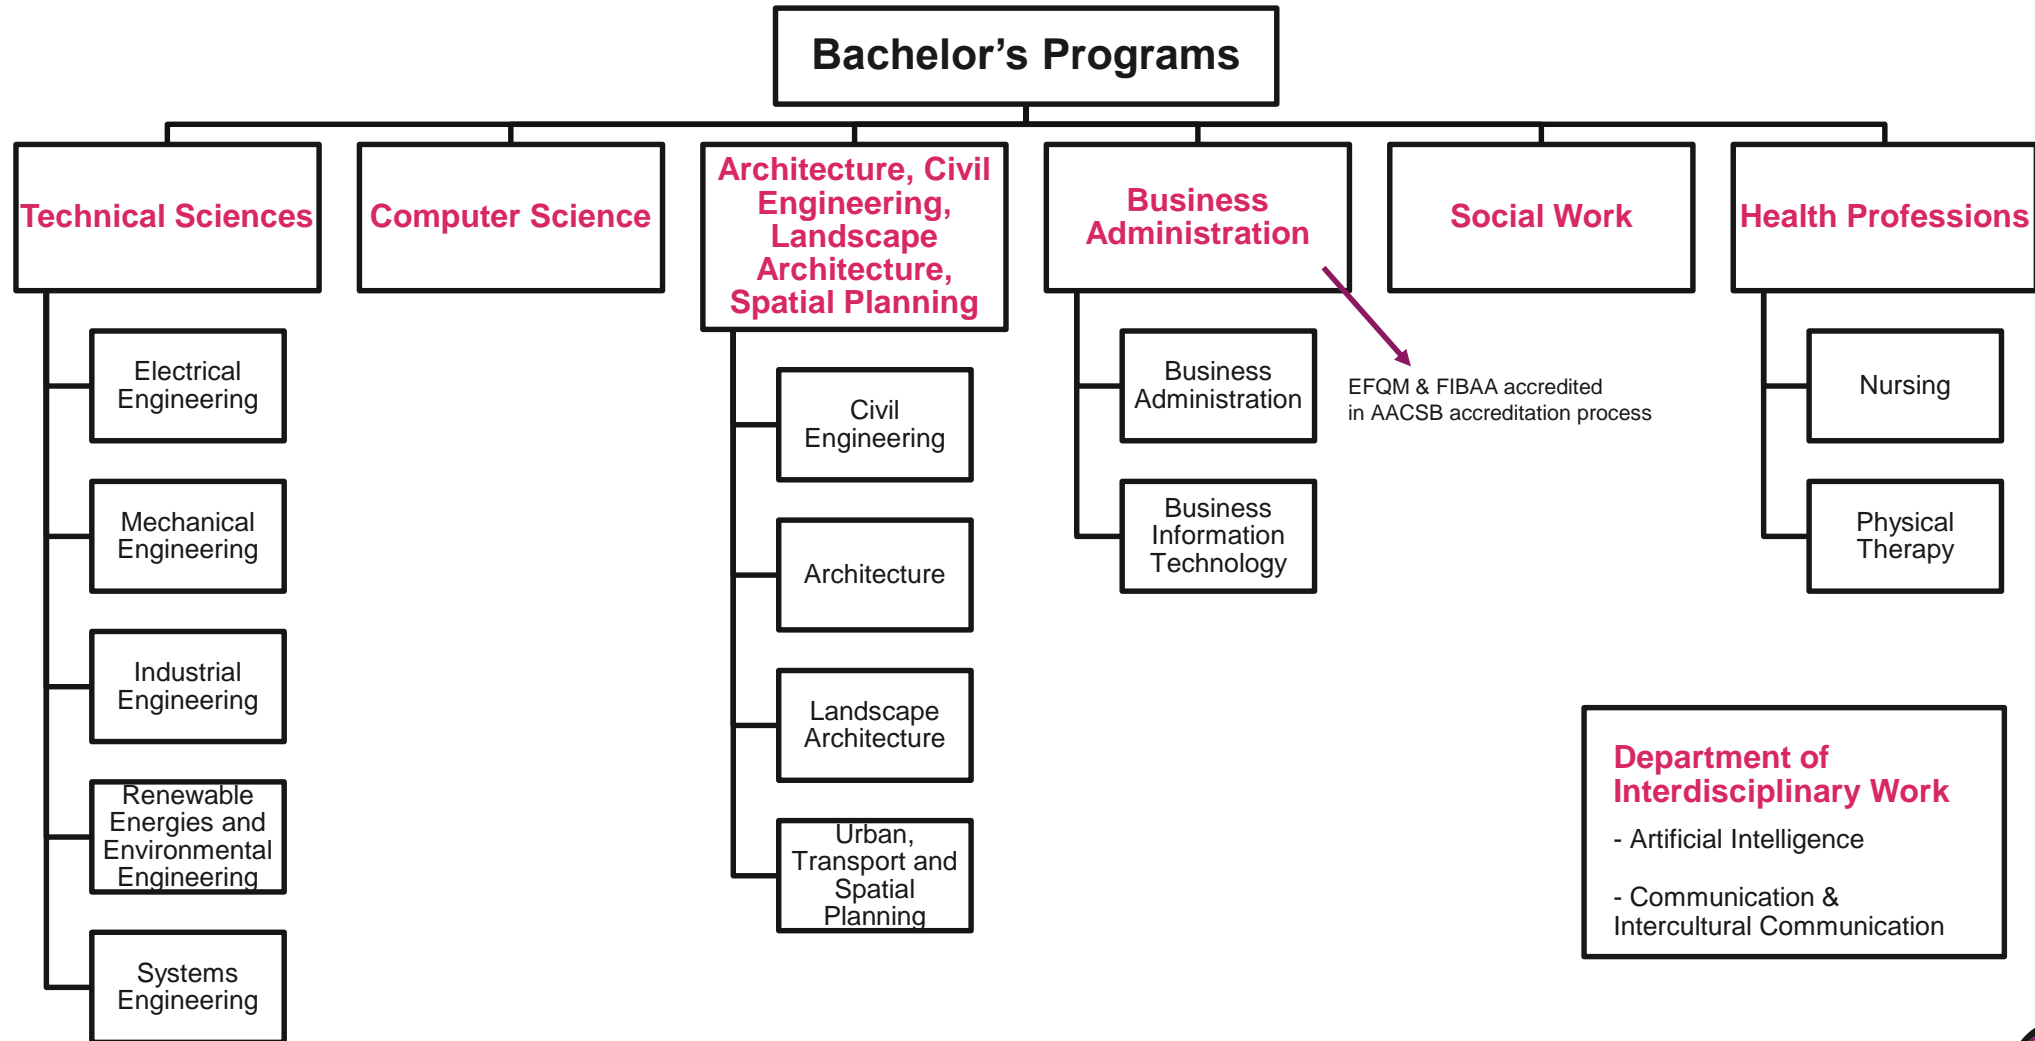 Bachelor’s Programs
Technical Sciences
Electrical
Engineering
Mechanical
Engineering
Industrial
Engineering
Renewable
Energies and
Environmental
Engineering
Systems
Engineering
Computer Science
Architecture, Civil
Engineering,
Landscape
Architecture,
Spatial Planning
Civil
Engineering
Architecture
Landscape
Architecture
Urban,
Transport and
Spatial
Planning
Business
Administration
Business
Administration
Business
Information
Technology
EFQM & FIBAA accredited
in AACSB accreditation process
Social Work
Health Professions
Nursing
Physical
Therapy
Department of
Interdisciplinary Work
- Artificial Intelligence
- Communication &
Intercultural Communication